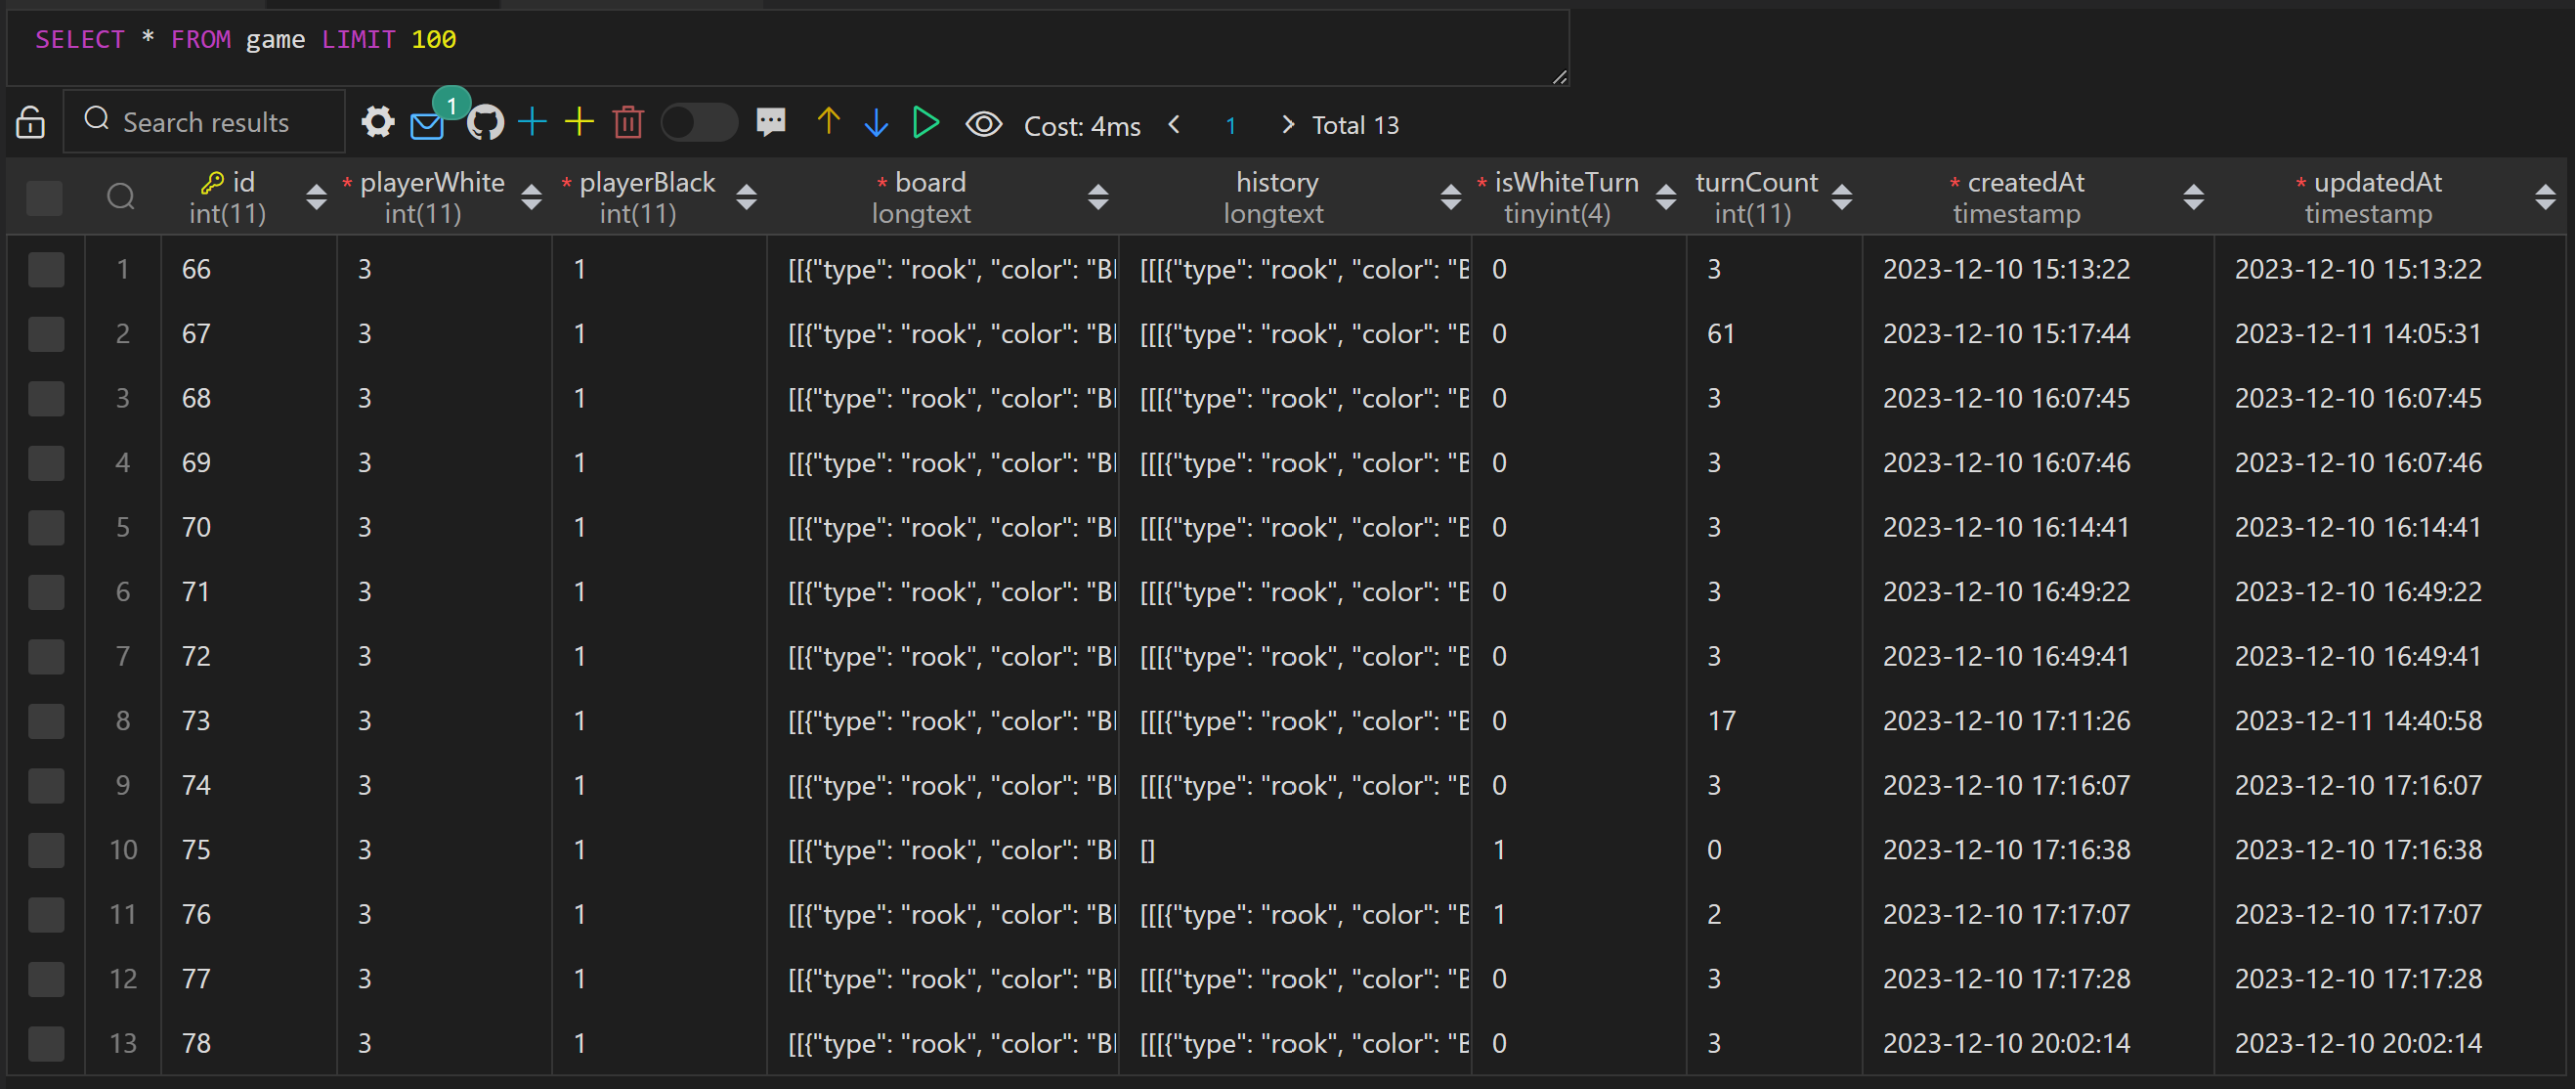 SELECT * FROM game LIMIT 100
Search results 1 Cost: 4ms 1 Total 13
id * playerWhite * playerBlack * board history * isWhiteTurn turnCount * createdAt * updatedAt
int(11) int(11) int(11) longtext longtext tinyint(4) int(11) timestamp timestamp
1 66 3 1 [[{"type": "rook", "color": "Bl [[[{"type": "rook", "color": "B 0 3 2023-12-10 15:13:22 2023-12-10 15:13:22
2 67 3 1 [[{"type": "rook", "color": "Bl [[[{"type": "rook", "color": "B 0 61 2023-12-10 15:17:44 2023-12-11 14:05:31
3 68 3 1 [[{"type": "rook", "color": "Bl [[[{"type": "rook", "color": "B 0 3 2023-12-10 16:07:45 2023-12-10 16:07:45
4 69 3 1 [[{"type": "rook", "color": "Bl [[[{"type": "rook", "color": "B 0 3 2023-12-10 16:07:46 2023-12-10 16:07:46
5 70 3 1 [[{"type": "rook", "color": "Bl [[[{"type": "rook", "color": "B 0 3 2023-12-10 16:14:41 2023-12-10 16:14:41
6 71 3 1 [[{"type": "rook", "color": "Bl [[[{"type": "rook", "color": "B 0 3 2023-12-10 16:49:22 2023-12-10 16:49:22
7 72 3 1 [[{"type": "rook", "color": "Bl [[[{"type": "rook", "color": "B 0 3 2023-12-10 16:49:41 2023-12-10 16:49:41
8 73 3 1 [[{"type": "rook", "color": "Bl [[[{"type": "rook", "color": "B 0 17 2023-12-10 17:11:26 2023-12-11 14:40:58
9 74 3 1 [[{"type": "rook", "color": "Bl [[[{"type": "rook", "color": "B 0 3 2023-12-10 17:16:07 2023-12-10 17:16:07
10 75 3 1 [[{"type": "rook", "color": "Bl [] 1 0 2023-12-10 17:16:38 2023-12-10 17:16:38
11 76 3 1 [[{"type": "rook", "color": "Bl [[[{"type": "rook", "color": "B 1 2 2023-12-10 17:17:07 2023-12-10 17:17:07
12 77 3 1 [[{"type": "rook", "color": "Bl [[[{"type": "rook", "color": "B 0 3 2023-12-10 17:17:28 2023-12-10 17:17:28
13 78 3 1 [[{"type": "rook", "color": "Bl [[[{"type": "rook", "color": "B 0 3 2023-12-10 20:02:14 2023-12-10 20:02:14